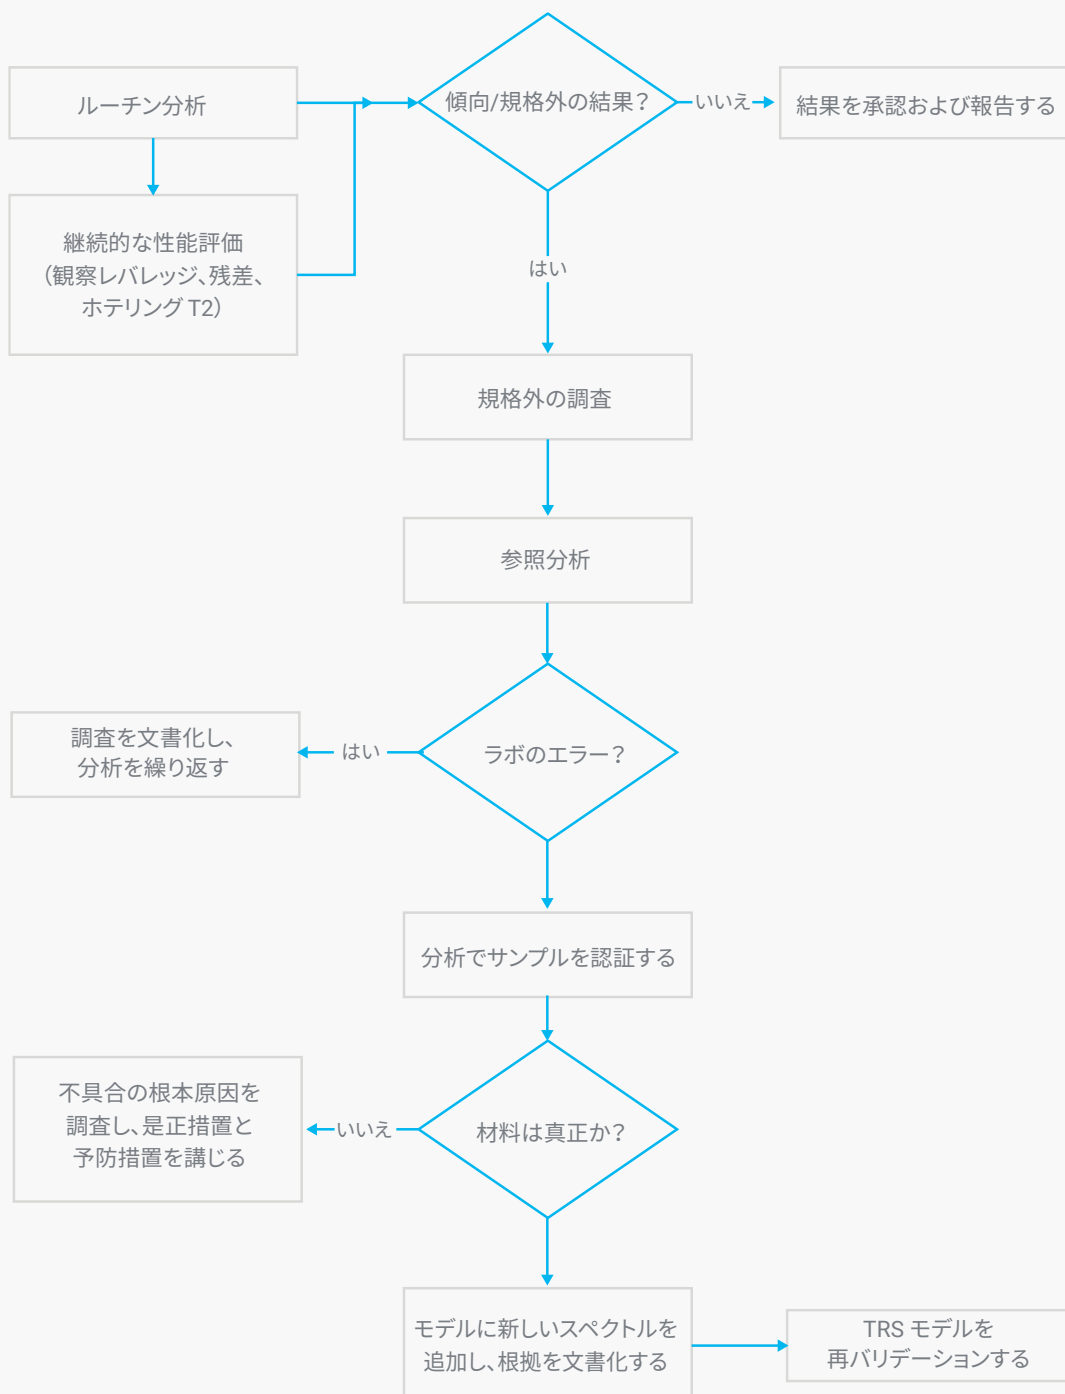 ルーチン分析
傾向/規格外の結果？
いいえ
結果を承認および報告する
継続的な性能評価
（観察レバレッジ、残差、
ホテリング T2）
はい
規格外の調査
参照分析
ラボのエラー？
はい
調査を文書化し、
分析を繰り返す
分析でサンプルを認証する
材料は真正か？
いいえ
不具合の根本原因を
調査し、是正措置と
予防措置を講じる
モデルに新しいスペクトルを
追加し、根拠を文書化する
TRS モデルを
再バリデーションする